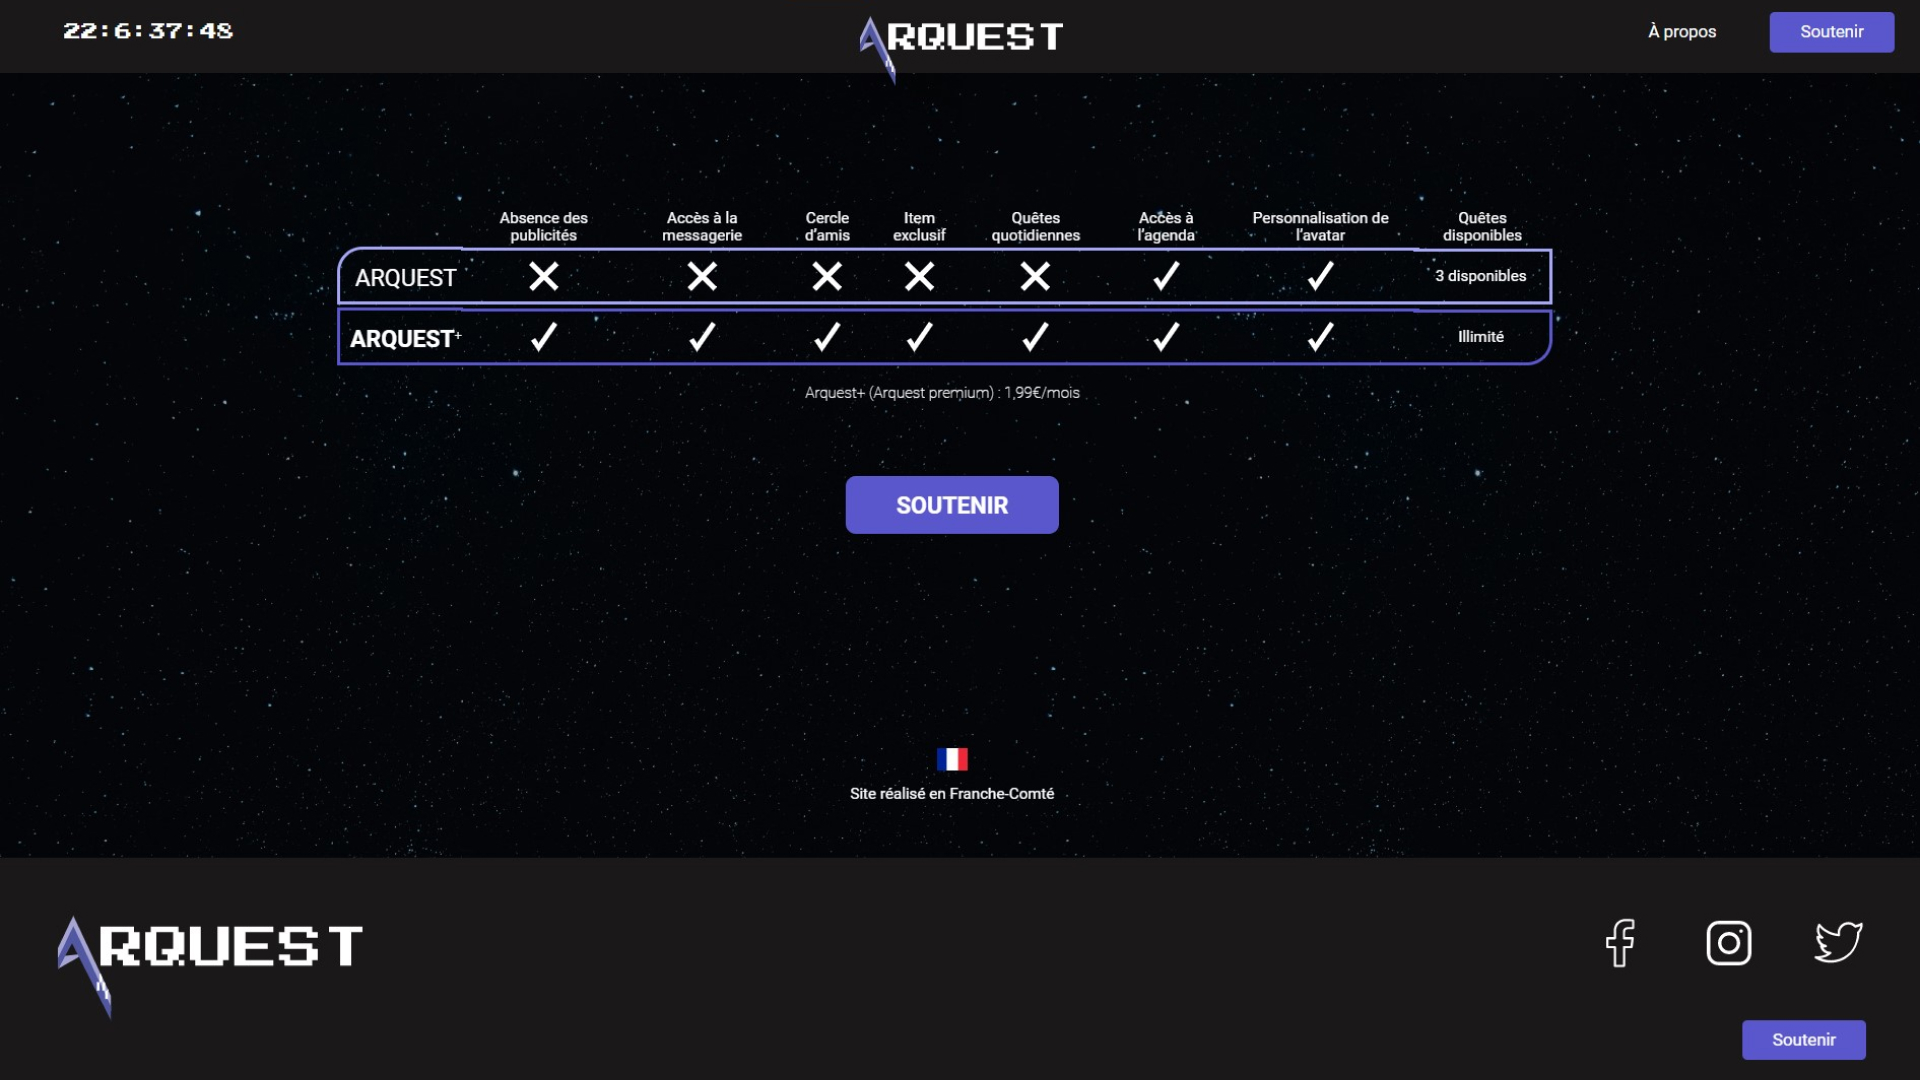 22:6:37:48
ARQUEST
À propos
Soutenir
Absence des
publicités
Accès à la
messagerie
Cercle
d'amis
Item
exclusif
Quêtes
quotidiennes
Accès à
l'agenda
Personnalisation de
l'avatar
Quêtes
disponibles
ARQUEST
3 disponibles
ARQUEST+
Illimité
Arquest+ (Arquest premium) : 1,99€/mois
SOUTENIR
Site réalisé en Franche-Comté
ARQUEST
Soutenir